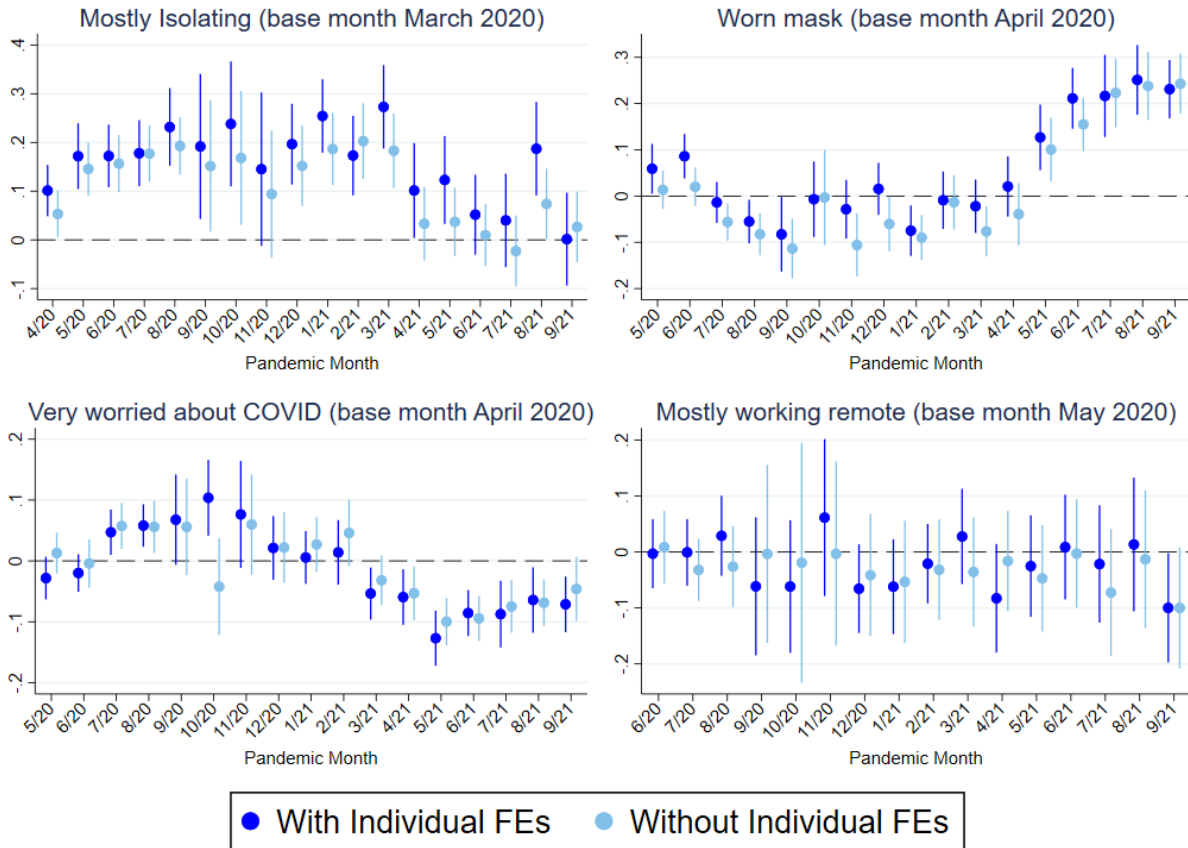 Mostly Isolating (base month March 2020)
.4
.3
.2
.1
0
-.1
4/20 5/20 6/20 7/20 8/20 9/20 10/20 11/20 12/20 1/21 2/21 3/21 4/21 5/21 6/21 7/21 8/21 9/21
Pandemic Month
Worn mask (base month April 2020)
.3
.2
.1
0
-.1
-.2
5/20 6/20 7/20 8/20 9/20 10/20 11/20 12/20 1/21 2/21 3/21 4/21 5/21 6/21 7/21 8/21 9/21
Pandemic Month
Very worried about COVID (base month April 2020)
.2
.1
0
-.1
-.2
5/20 6/20 7/20 8/20 9/20 10/20 11/20 12/20 1/21 2/21 3/21 4/21 5/21 6/21 7/21 8/21 9/21
Pandemic Month
Mostly working remote (base month May 2020)
.2
.1
0
-.1
-.2
6/20 7/20 8/20 9/20 10/20 11/20 12/20 1/21 2/21 3/21 4/21 5/21 6/21 7/21 8/21 9/21
Pandemic Month
With Individual FEs Without Individual FEs